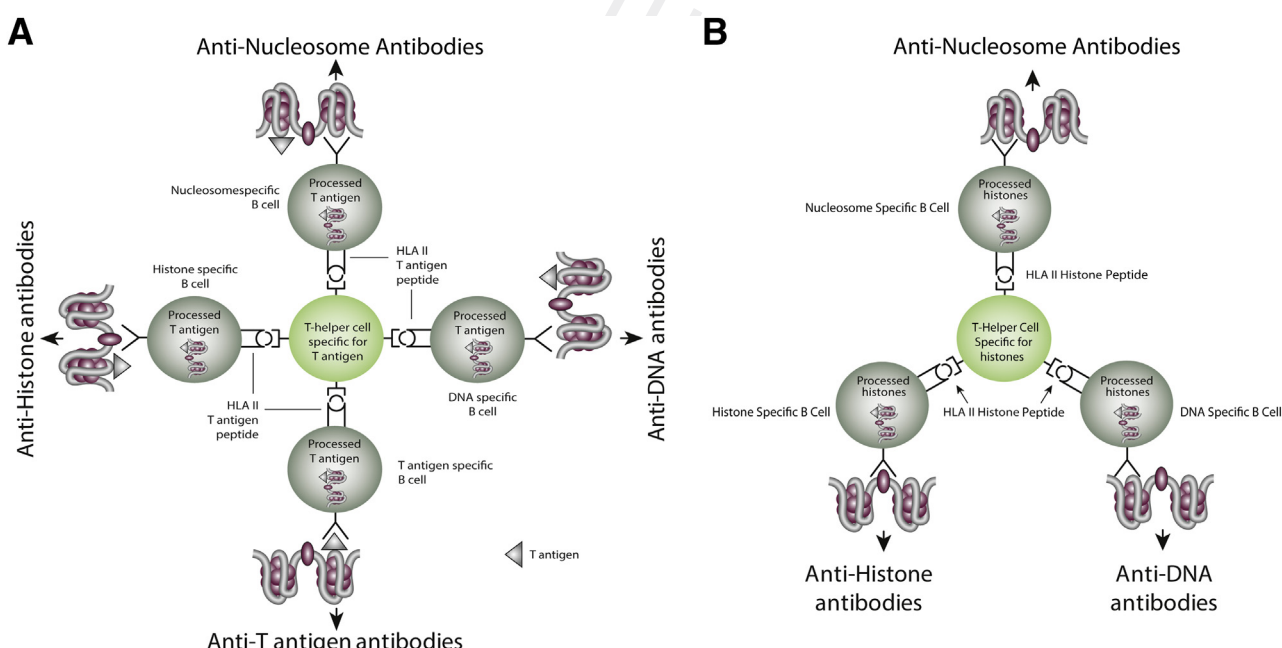 A
Anti-Nucleosome Antibodies
Nucleosomespecific
B cell
Processed
T antigen
HLA II
T antigen
peptide
Histone specific
B cell
Processed
T antigen
T-helper cell
specific for
T antigen
Processed
T antigen
DNA specific
B cell
HLA II
T antigen
peptide
Processed
T antigen
T antigen specific
B cell
T antigen
Anti-Histone antibodies
Anti-DNA antibodies
Anti-T antigen antibodies
B
Anti-Nucleosome Antibodies
Processed
histones
Nucleosome Specific B Cell
HLA II Histone Peptide
T-Helper Cell
Specific for
histones
Processed
histones
Histone Specific B Cell
HLA II Histone Peptide
Processed
histones
DNA Specific B Cell
Anti-Histone
antibodies
Anti-DNA
antibodies